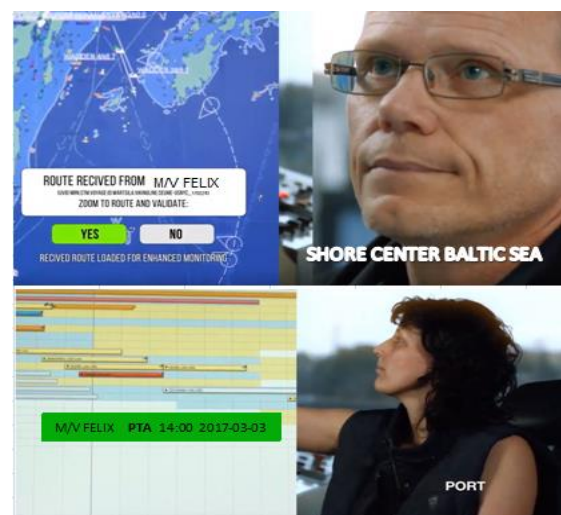 ROUTE RECIVED FROM M/V FELIX
ZOOM TO ROUTE AND VALIDATE:
YES NO
RECIVED ROUTE LOADED FOR ENHANCED MONITORING
SHORE CENTER BALTIC SEA
M/V FELIX PTA 14:00 2017-03-03
PORT